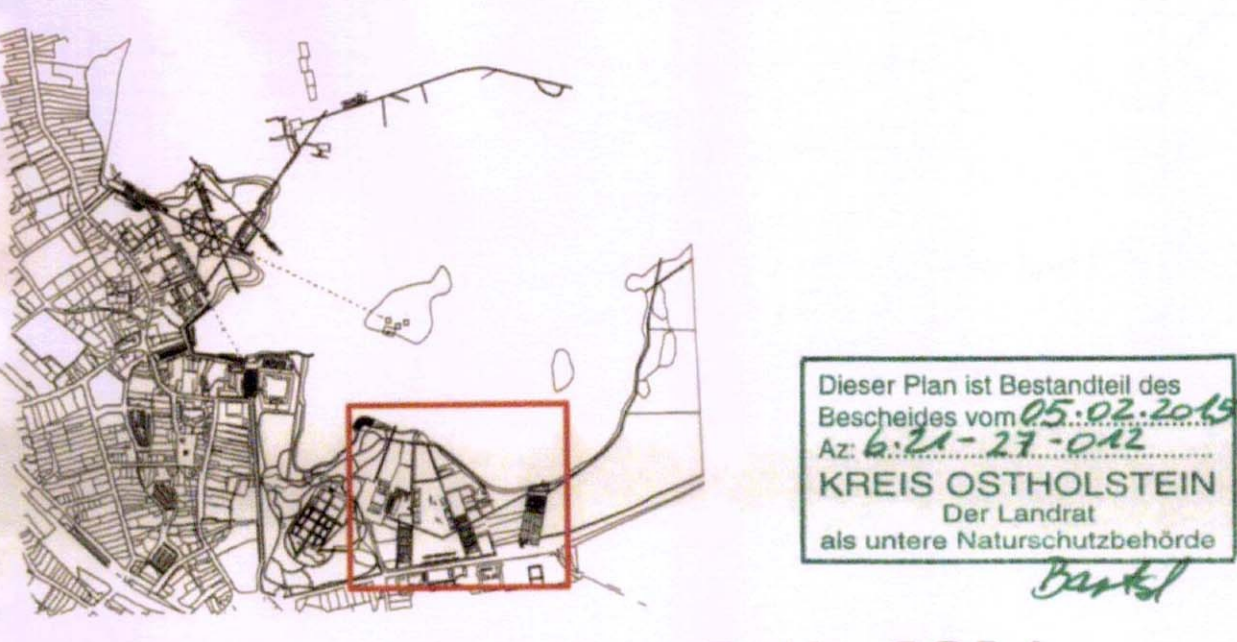 Dieser Plan ist Bestandteil des
Bescheides vom 05.02.2015
Az: 6.21-27-012
KREIS OSTHOLSTEIN
Der Landrat
als untere Naturschutzbehörde